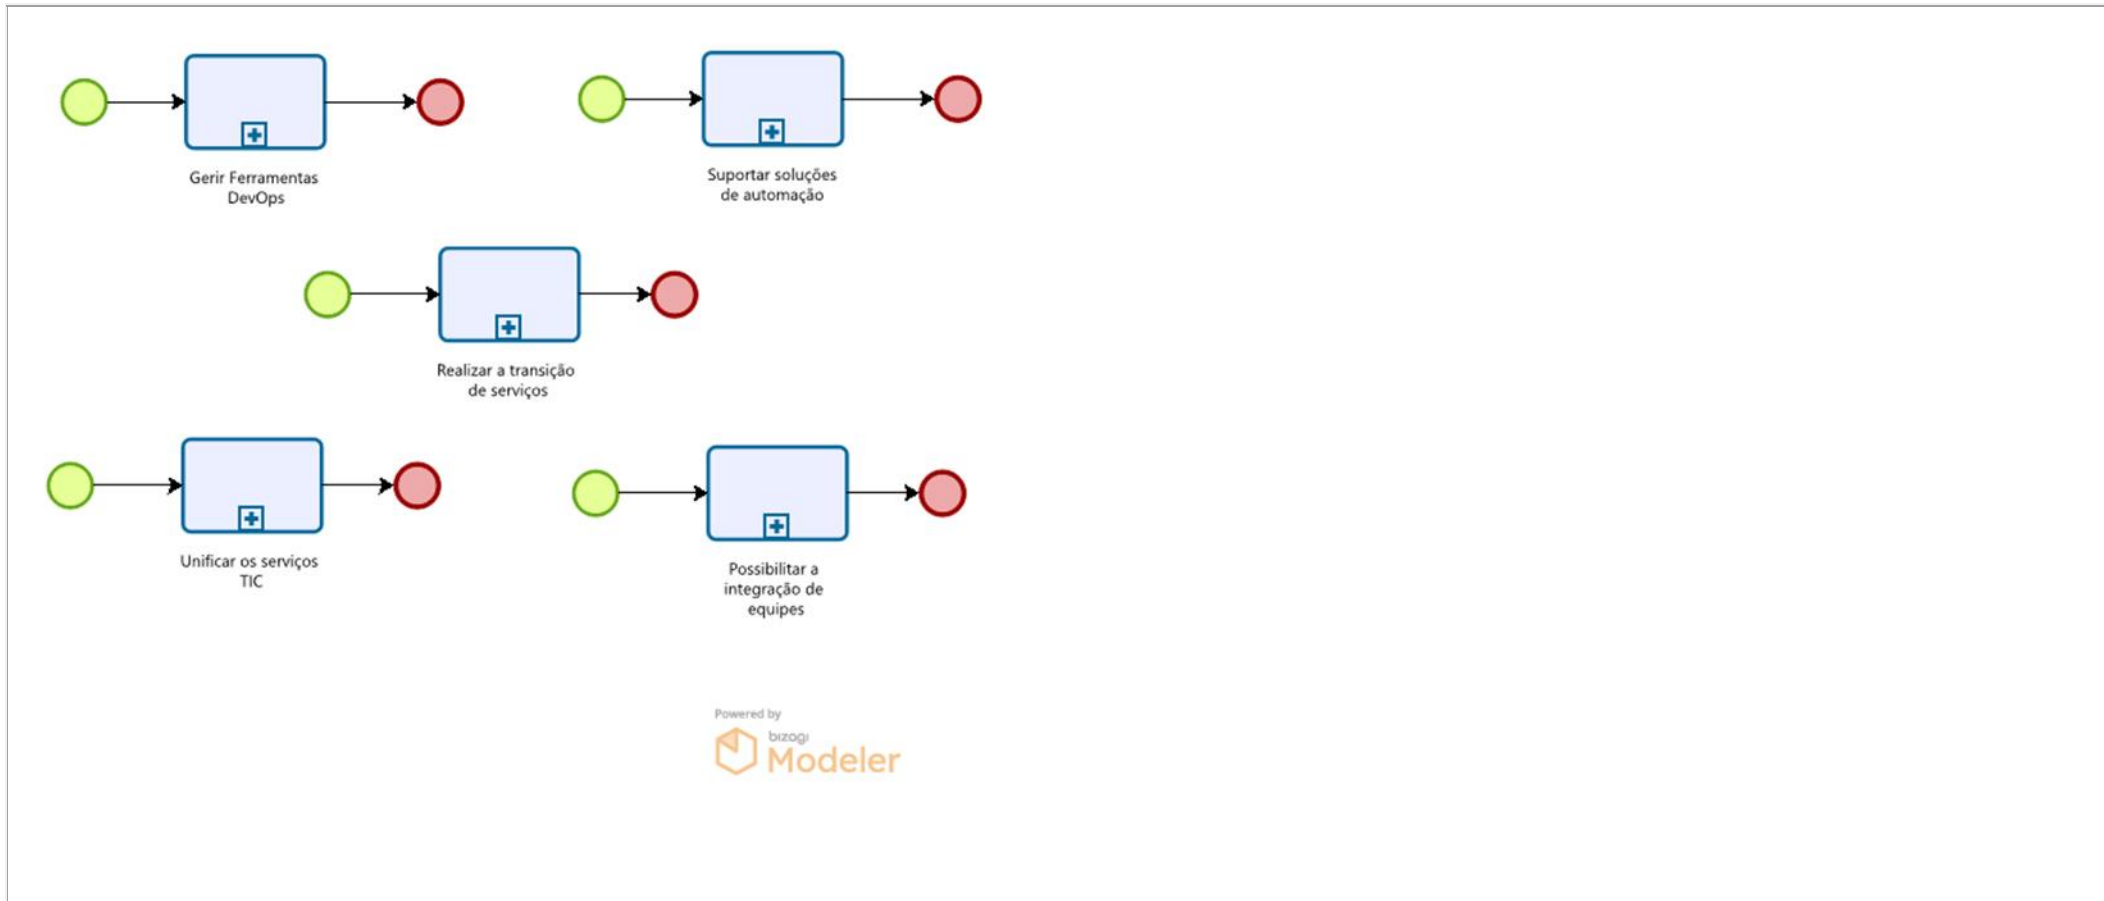 Gerir Ferramentas
DevOps
Suportar soluções
de automação
Realizar a transição
de serviços
Unificar os serviços
TIC
Possibilitar a
integração de
equipes
Powered by
bizagi
Modeler